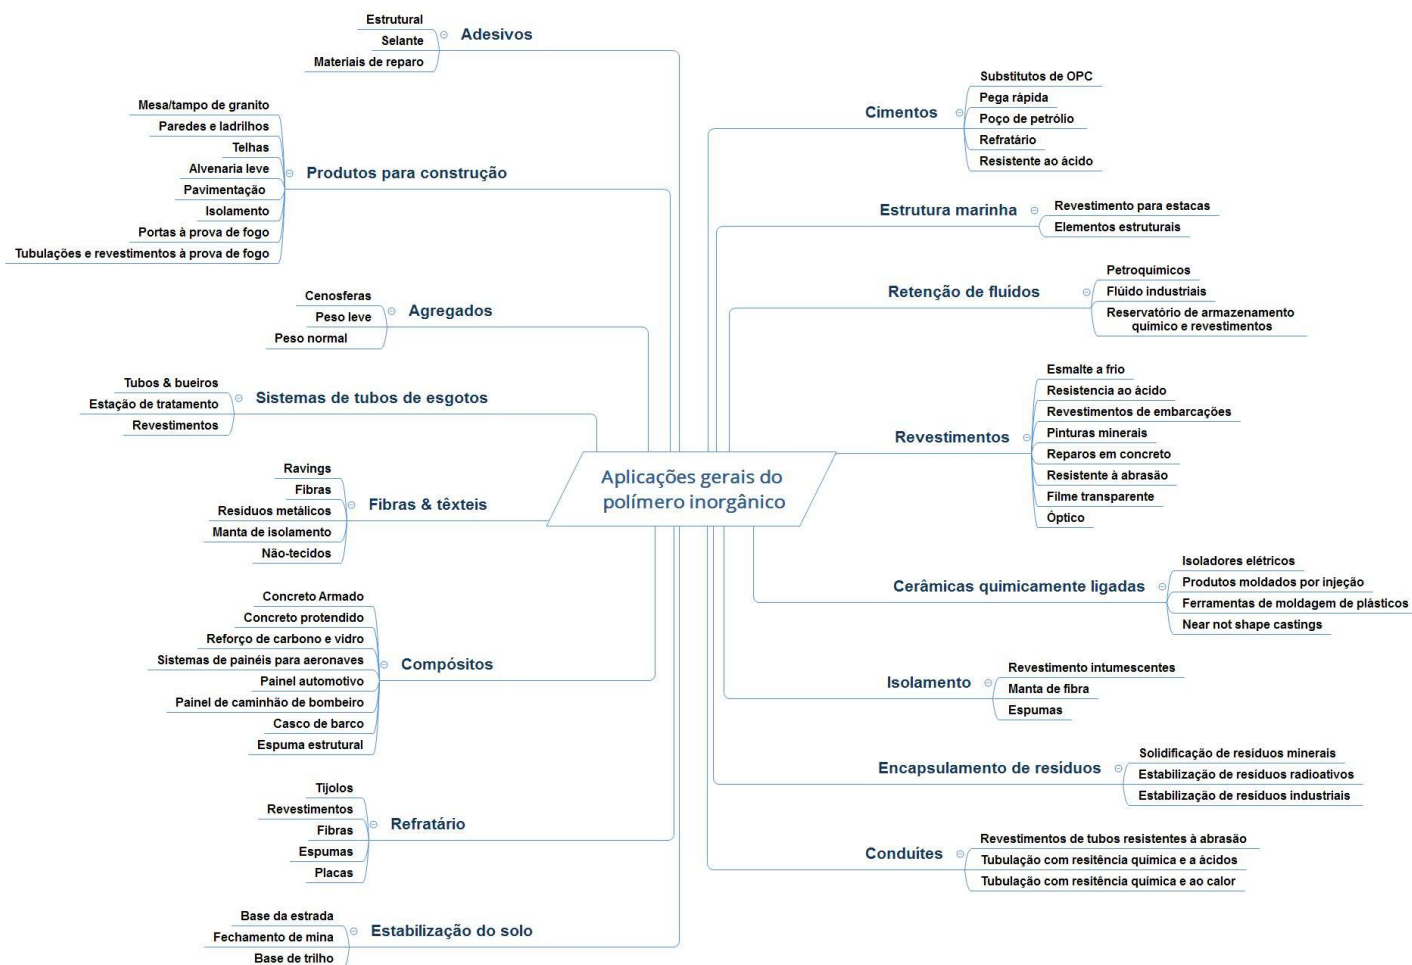 Estrutural
Selante
Materiais de reparo
Adesivos
Mesa/tampo de granito
Paredes e ladrilhos
Telhas
Alvenaria leve
Pavimentação
Isolamento
Portas à prova de fogo
Tubulações e revestimentos à prova de fogo
Produtos para construção
Cenosferas
Peso leve
Peso normal
Agregados
Tubos & bueiros
Estação de tratamento
Revestimentos
Sistemas de tubos de esgotos
Ravings
Fibras
Resíduos metálicos
Manta de isolamento
Não-tecidos
Fibras & têxteis
Concreto Armado
Concreto protendido
Reforço de carbono e vidro
Sistemas de painéis para aeronaves
Painel automotivo
Painel de caminhão de bombeiro
Casco de barco
Espuma estrutural
Compósitos
Tijolos
Revestimentos
Fibras
Espumas
Placas
Refratário
Base da estrada
Fechamento de mina
Base de trilho
Estabilização do solo
Aplicações gerais do
polímero inorgânico
Cimentos
Substitutos de OPC
Pega rápida
Poço de petrólio
Refratário
Resistente ao ácido
Estrutura marinha
Revestimento para estacas
Elementos estruturais
Retenção de fluídos
Petroquímicos
Flúido industriais
Reservatório de armazenamento
químico e revestimentos
Revestimentos
Esmalte a frio
Resistencia ao ácido
Revestimentos de embarcações
Pinturas minerais
Reparos em concreto
Resistente à abrasão
Filme transparente
Óptico
Cerâmicas quimicamente ligadas
Isoladores elétricos
Produtos moldados por injeção
Ferramentas de moldagem de plásticos
Near not shape castings
Isolamento
Revestimento intumescentes
Manta de fibra
Espumas
Encapsulamento de resíduos
Solidificação de resíduos minerais
Estabilização de resíduos radioativos
Estabilização de resíduos industriais
Conduítes
Revestimentos de tubos resistentes à abrasão
Tubulação com resitência química e a ácidos
Tubulação com resitência química e ao calor